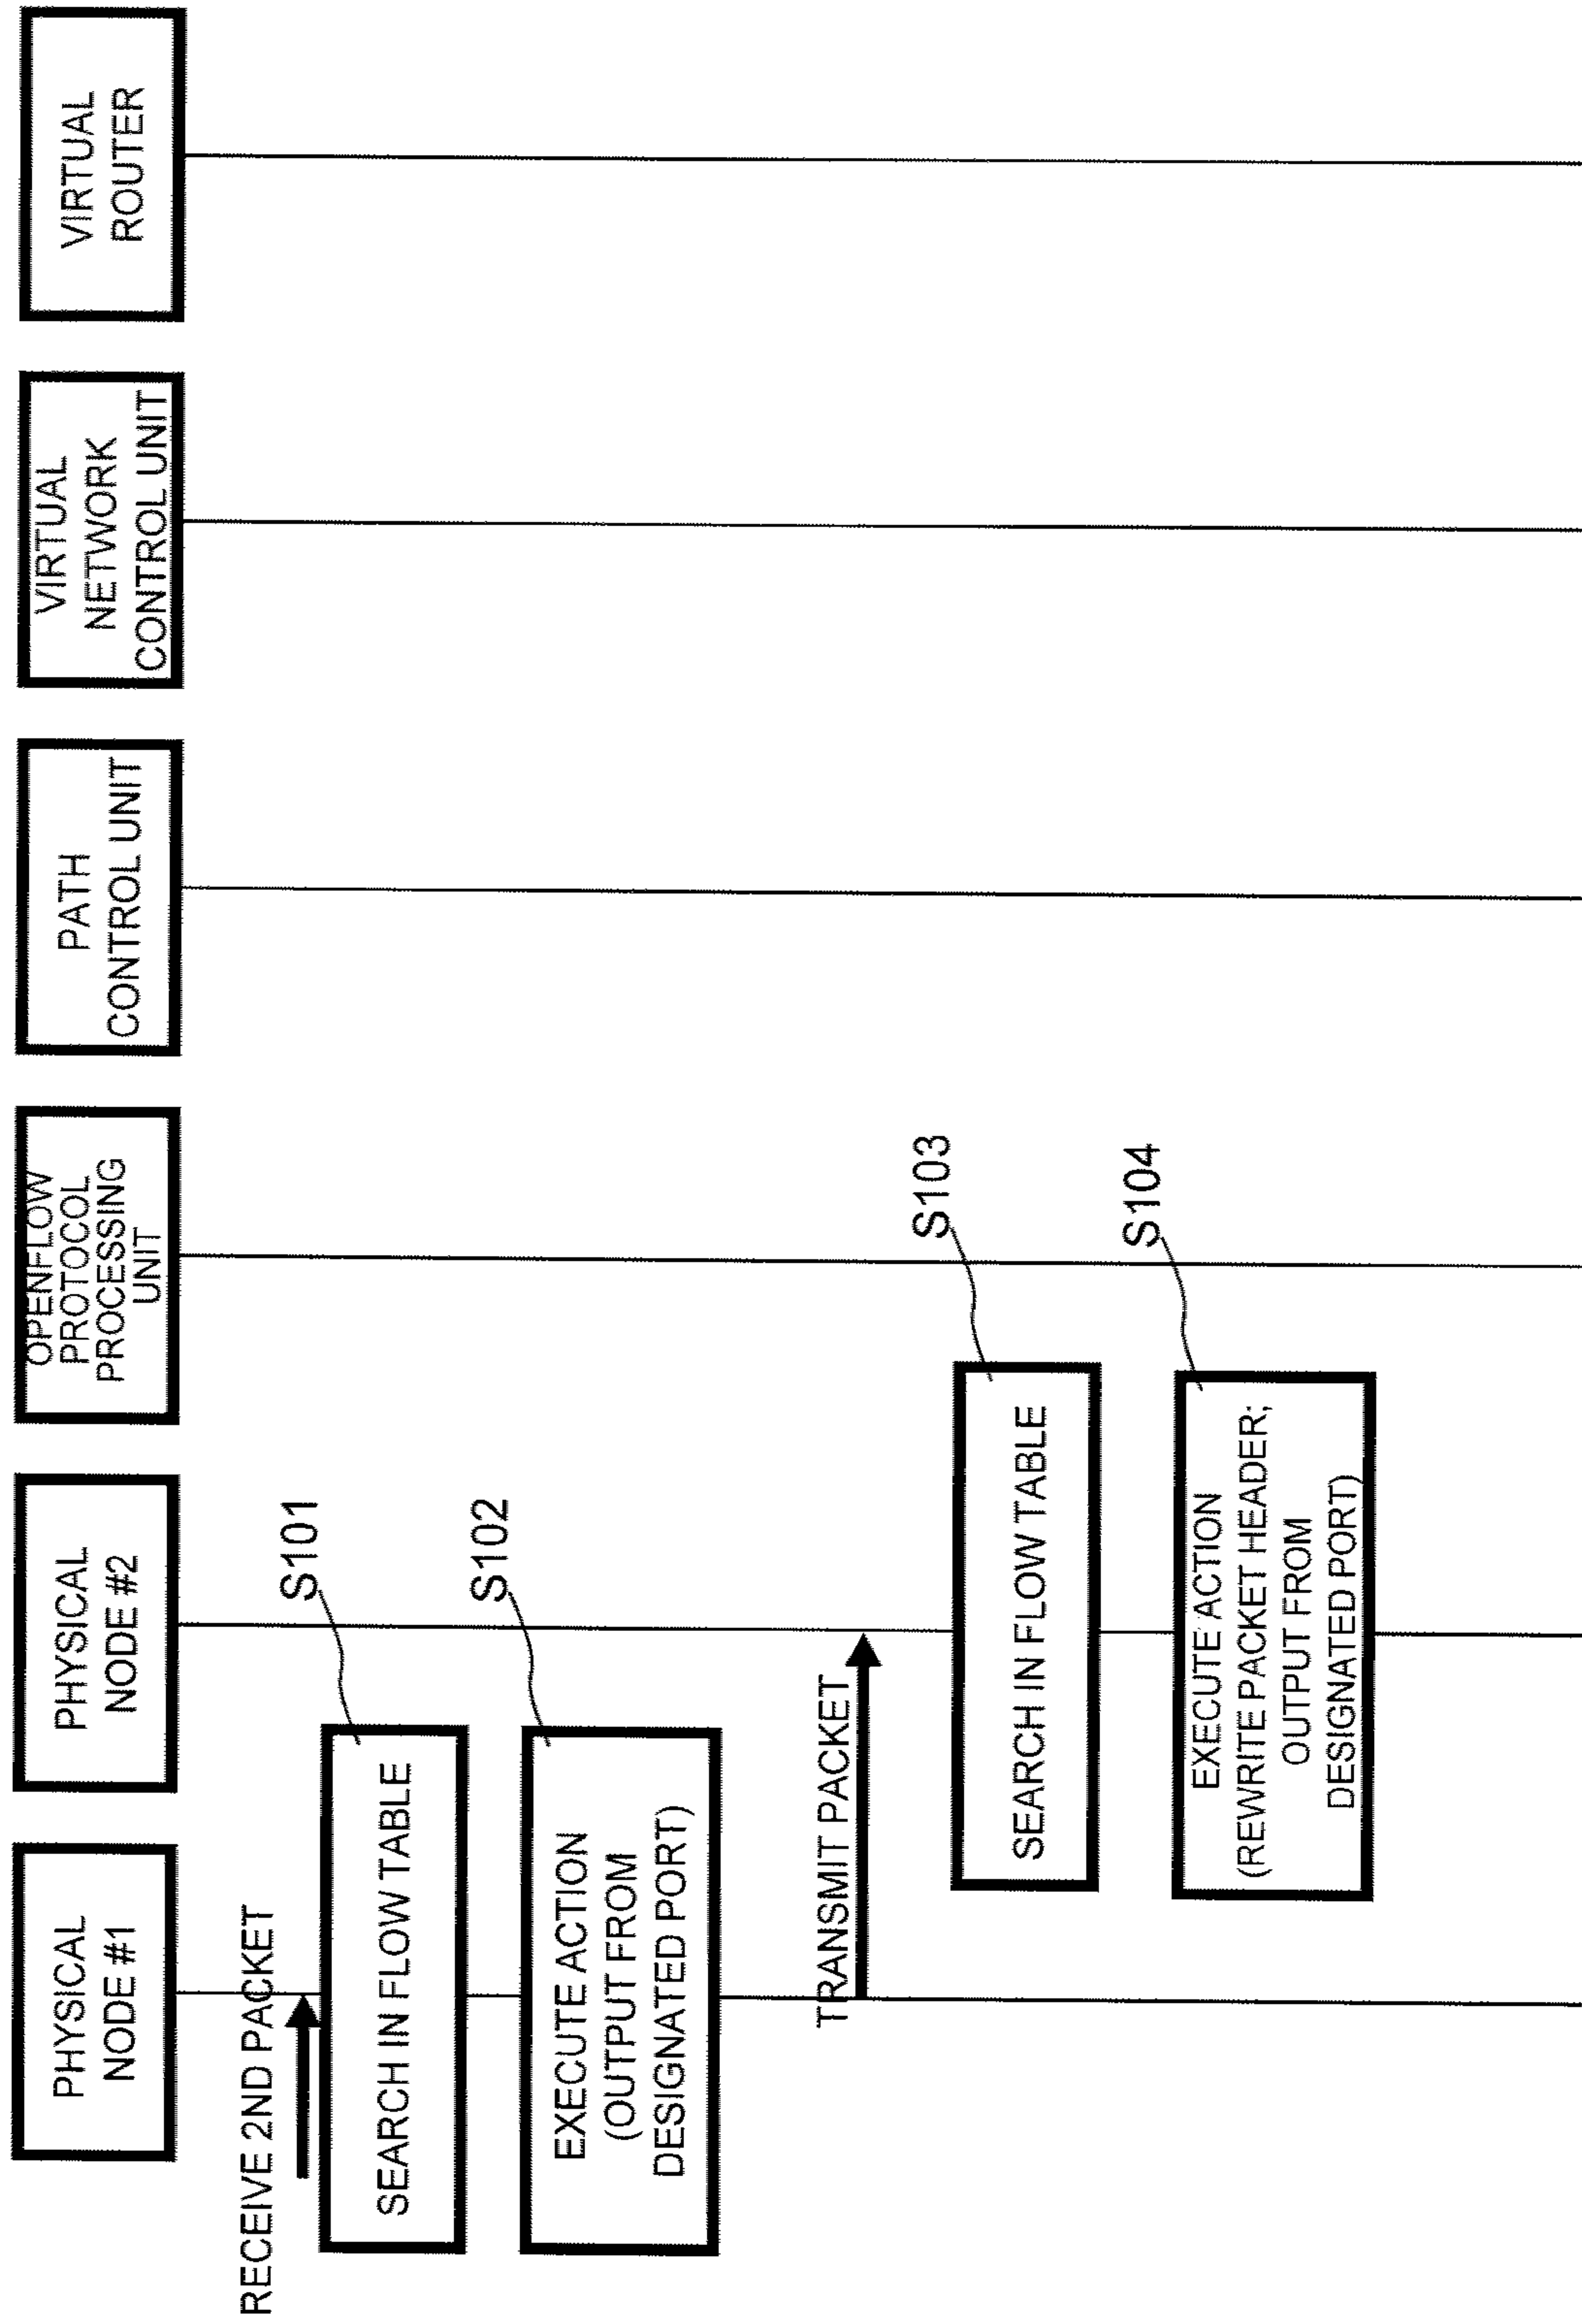 PHYSICAL
NODE #1
PHYSICAL
NODE #2
OPENFLOW
PROTOCOL
PROCESSING
UNIT
PATH
CONTROL UNIT
VIRTUAL
NETWORK
CONTROL UNIT
VIRTUAL
ROUTER
RECEIVE 2ND PACKET
S101
SEARCH IN FLOW TABLE
S102
EXECUTE ACTION
(OUTPUT FROM
DESIGNATED PORT)
TRANSMIT PACKET
S103
SEARCH IN FLOW TABLE
S104
EXECUTE ACTION
(REWRITE PACKET HEADER;
OUTPUT FROM
DESIGNATED PORT)